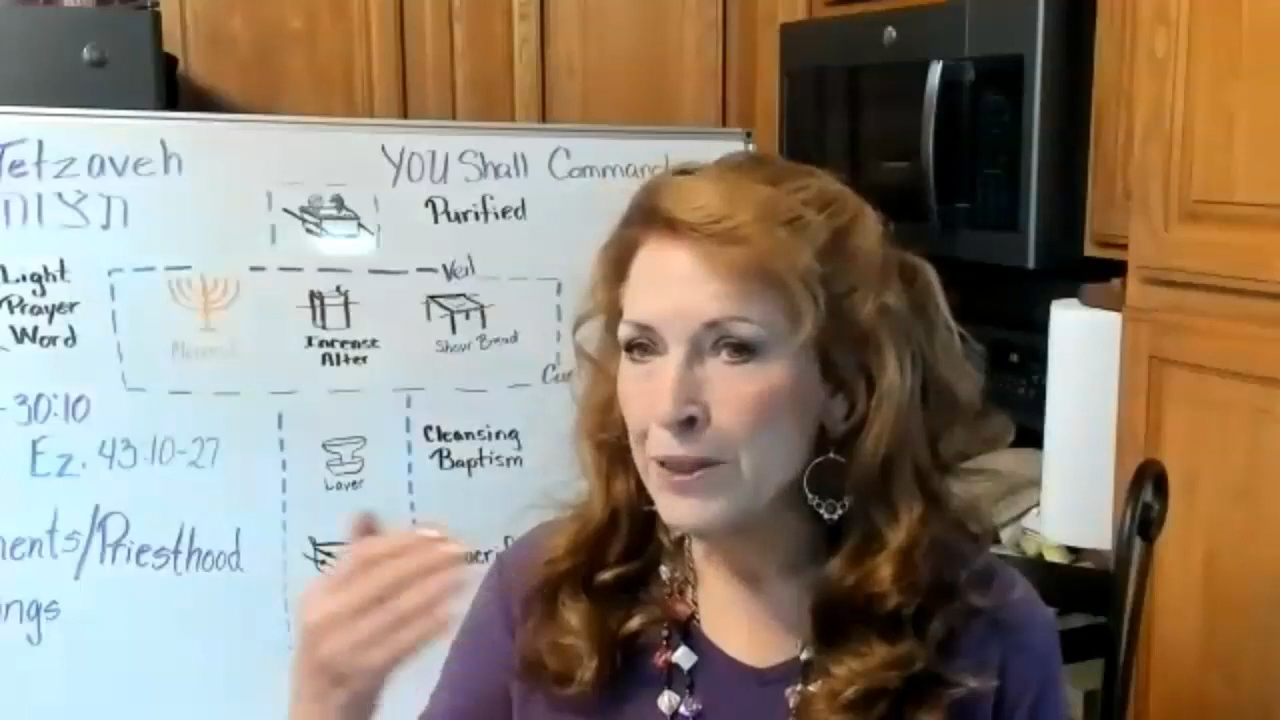 Tetzaveh
YOU Shall Command
תצוה
Purified
Light
Prayer
Word
Veil
Menorah
Incense
Alter
Show Bread
30:10
Ez. 43:10-27
Cleansing
Baptism
Laver
ments/Priesthood
ings